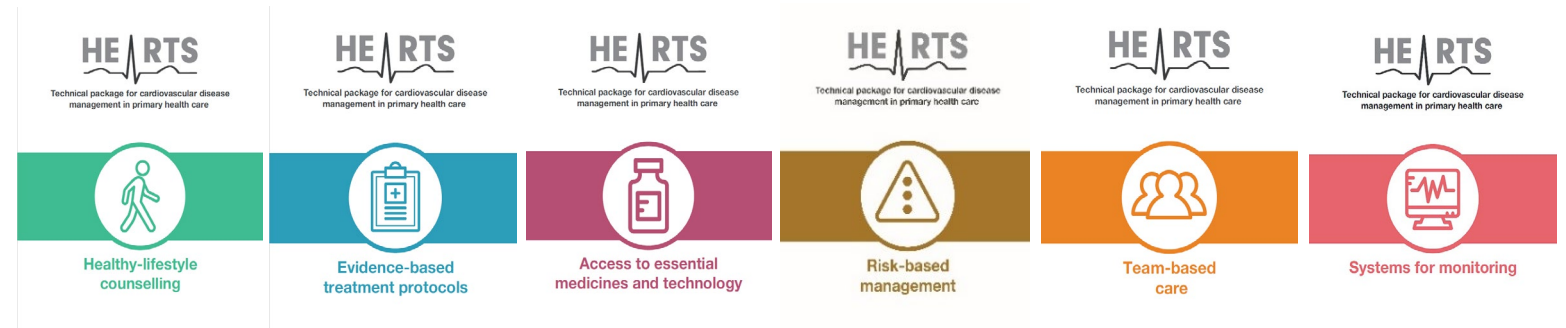 HEARTS
Technical package for cardiovascular disease
management in primary health care
Healthy-lifestyle
counselling
HEARTS
Technical package for cardiovascular disease
management in primary health care
Evidence-based
treatment protocols
HEARTS
Technical package for cardiovascular disease
management in primary health care
Access to essential
medicines and technology
HEARTS
Technical package for cardiovascular disease
management in primary health care
Risk-based
management
HEARTS
Technical package for cardiovascular disease
management in primary health care
Team-based
care
HEARTS
Technical package for cardiovascular disease
management in primary health care
Systems for monitoring